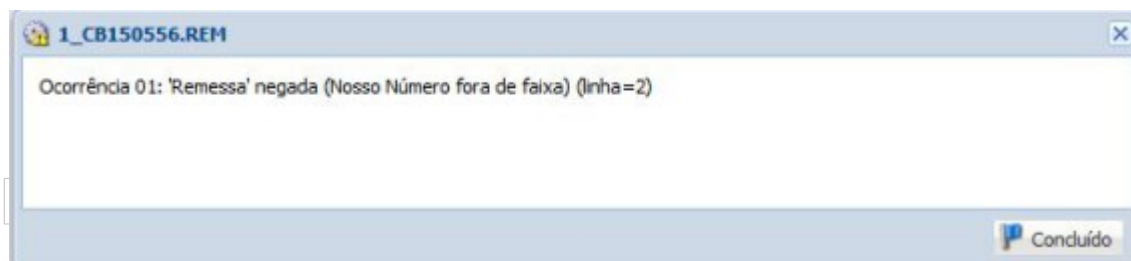 1_CB150556.REM
Ocorrência 01: 'Remessa' negada (Nosso Número fora de faixa) (linha=2)
Concluído